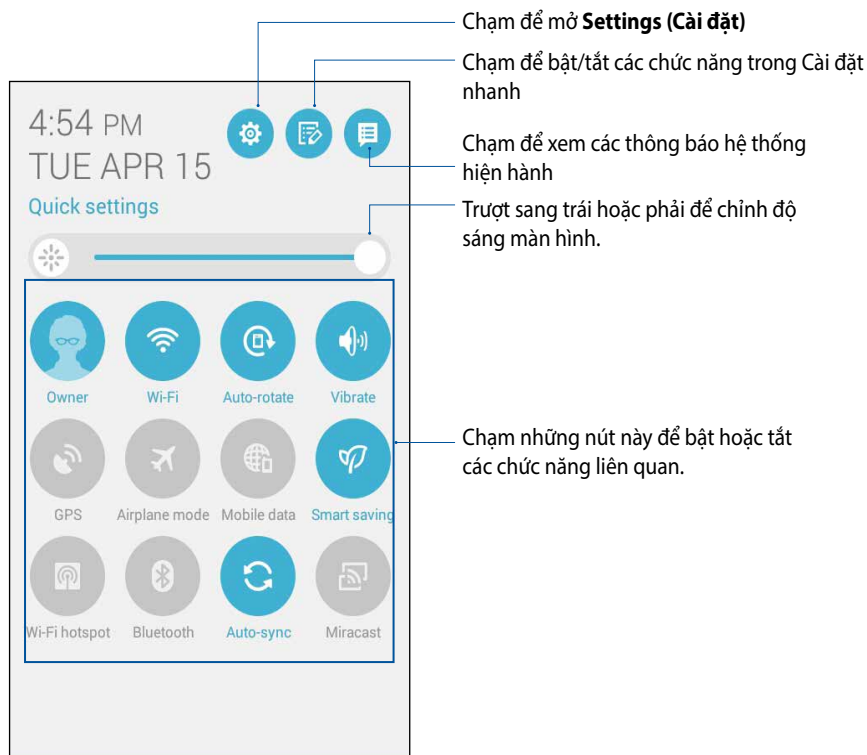 Chạm để mở Settings (Cài đặt)
Chạm để bật/tắt các chức năng trong Cài đặt
nhanh
Chạm để xem các thông báo hệ thống
hiện hành
Trượt sang trái hoặc phải để chỉnh độ
sáng màn hình.
Chạm những nút này để bật hoặc tắt
các chức năng liên quan.
4:54 PM
TUE APR 15
Quick settings
Owner Wi-Fi Auto-rotate Vibrate
GPS Airplane mode Mobile data Smart saving
Wi-Fi hotspot Bluetooth Auto-sync Miracast